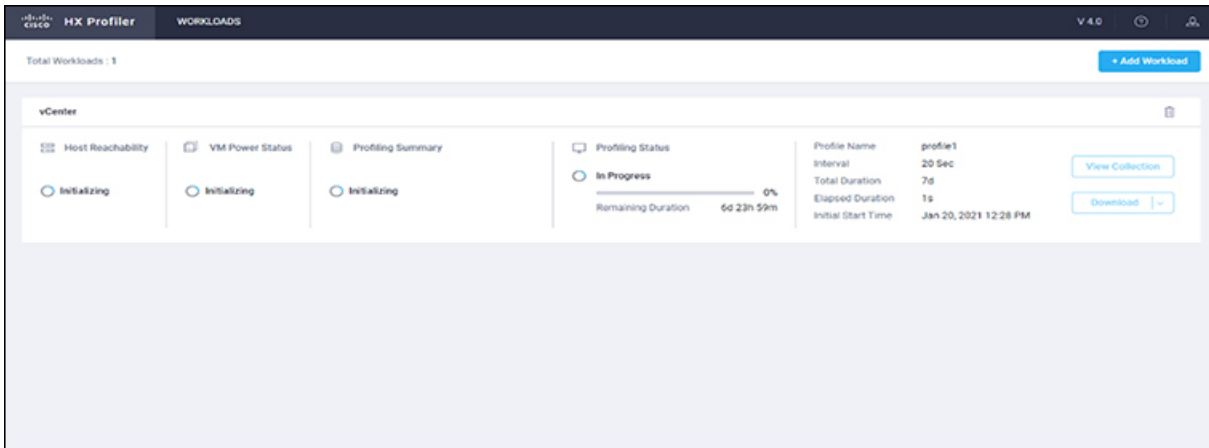 cisco HX Profiler WORKLOADS V 4.0
Total Workloads : 1 + Add Workload
vCenter
Host Reachability VM Power Status Profiling Summary Profiling Status
Initializing Initializing Initializing In Progress
0%
Remaining Duration 6d 23h 59m
Profile Name profile1
Interval 20 Sec
Total Duration 7d
Elapsed Duration 1s
Initial Start Time Jan 20, 2021 12:28 PM
View Collection
Download